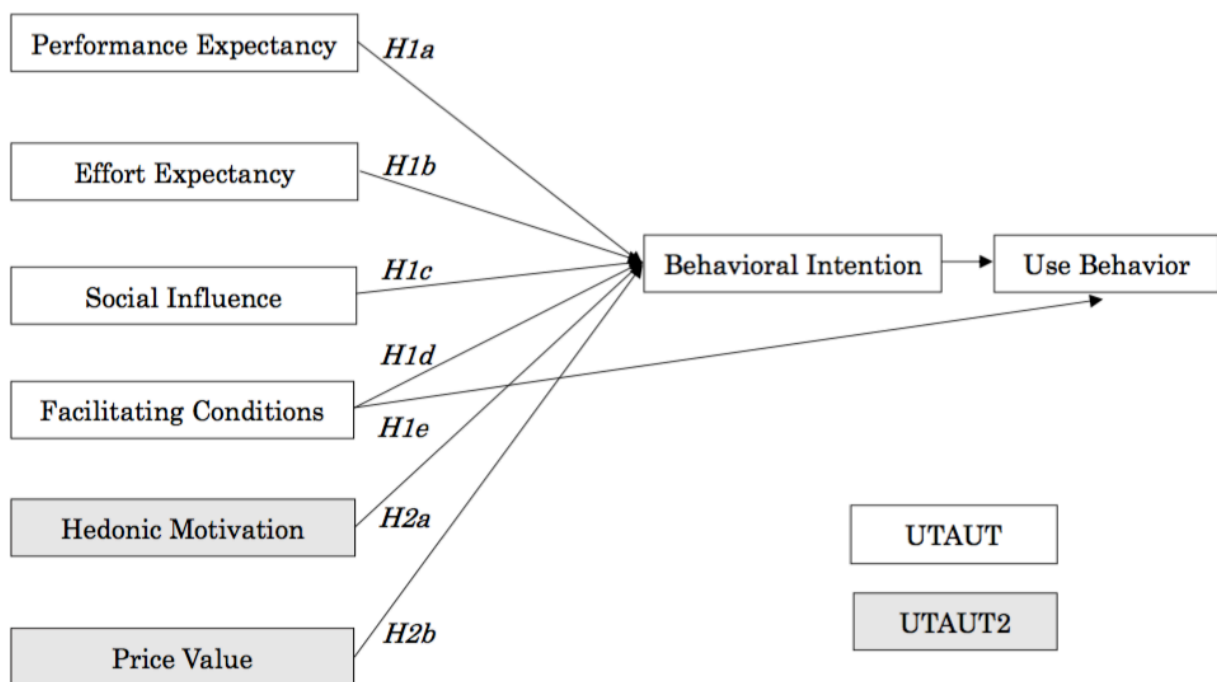 Performance Expectancy
H1a
Effort Expectancy
H1b
Social Influence
H1c
Behavioral Intention
Use Behavior
H1d
Facilitating Conditions
H1e
Hedonic Motivation
H2a
UTAUT
Price Value
H2b
UTAUT2